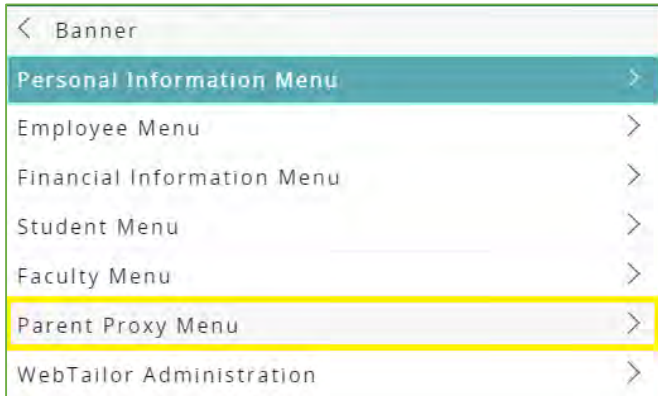 Banner
Personal Information Menu
Employee Menu
Financial Information Menu
Student Menu
Faculty Menu
Parent Proxy Menu
WebTailor Administration